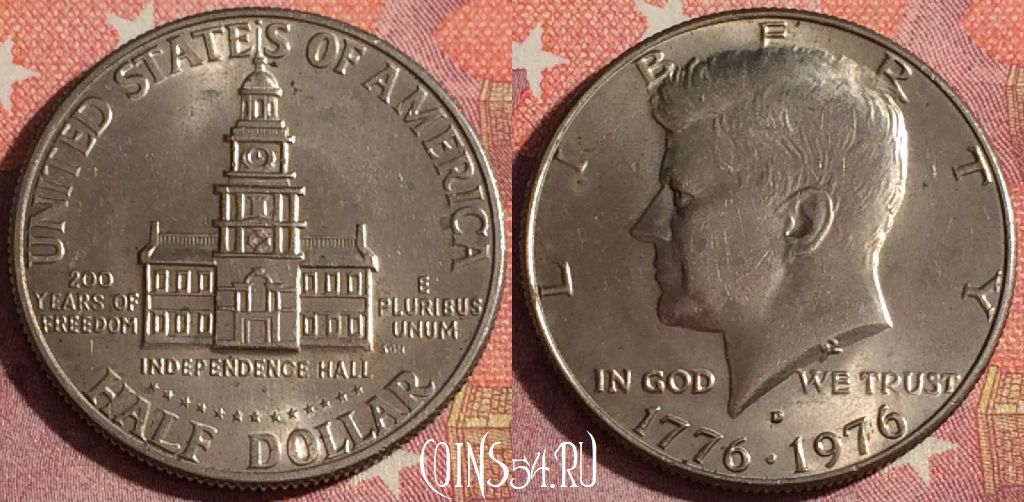 UNITED STATES OF AMERICA
200
YEARS OF
FREEDOM
E
PLURIBUS
UNUM
INDEPENDENCE HALL
HALF DOLLAR
LIBERTY
IN GOD WE TRUST
D
1776 · 1976
COINS54.RU